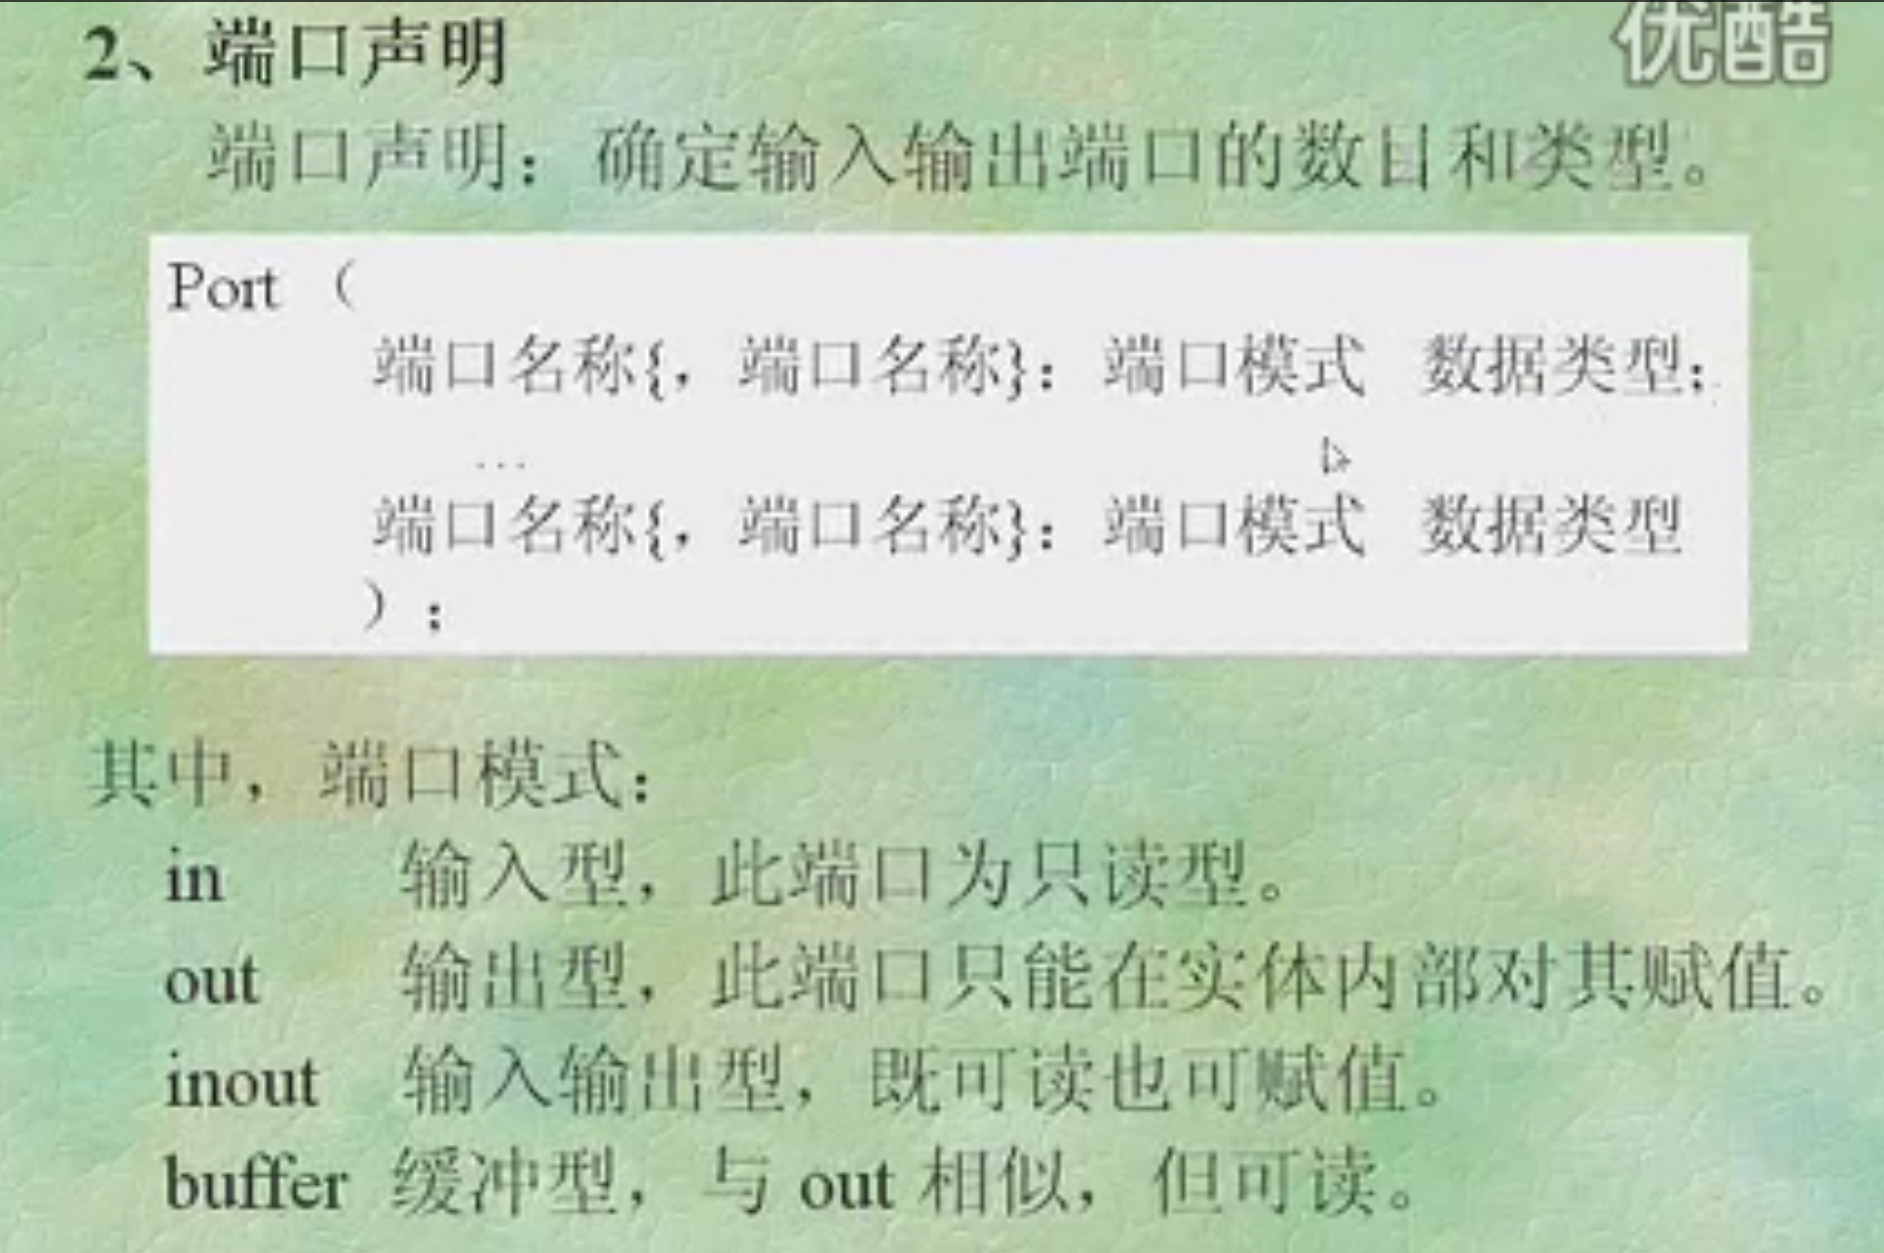 优酷
2、端口声明
端口声明：确定输入输出端口的数目和类型。
Port （
端口名称{，端口名称}：端口模式 数据类型；
…
端口名称{，端口名称}：端口模式 数据类型
）；
其中，端口模式：
in 输入型，此端口为只读型。
out 输出型，此端口只能在实体内部对其赋值。
inout 输入输出型，既可读也可赋值。
buffer 缓冲型，与 out 相似，但可读。